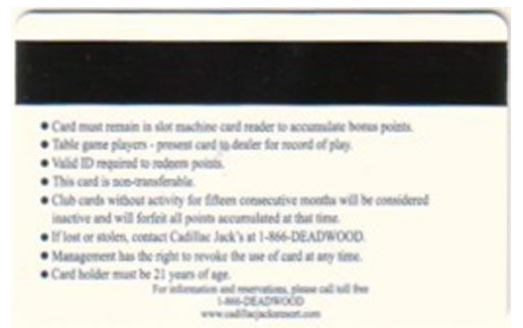 ● Card must remain in slot machine card reader to accumulate bonus points.
● Table game players - present card to dealer for record of play.
● Valid ID required to redeem points.
● This card is non-transferable.
● Club cards without activity for fifteen consecutive months will be considered
inactive and will forfeit all points accumulated at that time.
● If lost or stolen, contact Cadillac Jack's at 1-866-DEADWOOD.
● Management has the right to revoke the use of card at any time.
● Card holder must be 21 years of age.
For information and reservations, please call toll free
1-866-DEADWOOD
www.cadillacjacksresort.com